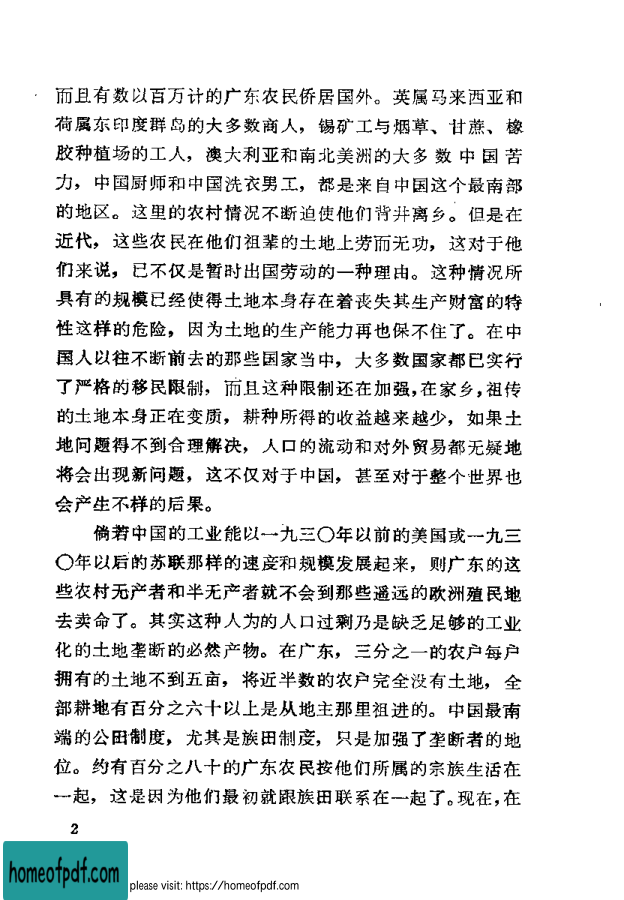 而且有数以百万计的广东农民侨居国外。英属马来西亚和
荷属东印度群岛的大多数商人，锡矿工与烟草、甘蔗、橡
胶种植场的工人，澳大利亚和南北美洲的大多数中国苦
力，中国厨师和中国洗衣男工，都是来自中国这个最南部
的地区。这里的农村情况不断迫使他们背井离乡。但是在
近代，这些农民在他们祖辈的土地上劳而无功，这对于他
们来说，已不仅是暂时出国劳动的一种理由。这种情况所
具有的规模已经使得土地本身存在着丧失其生产财富的特
性这样的危险，因为土地的生产能力再也保不住了。在中
国人以往不断前去的那些国家当中，大多数国家都已实行
了严格的移民限制，而且这种限制还在加强，在家乡，祖传
的土地本身正在变质，耕种所得的收益越来越少，如果土
地问题得不到合理解决，人口的流动和对外贸易都无疑地
将会出现新问题，这不仅对于中国，甚至对于整个世界也
会产生不样的后果。
倘若中国的工业能以一九三〇年以前的美国或一九三
〇年以后的苏联那样的速度和规模发展起来，则广东的这
些农村无产者和半无产者就不会到那些遥远的欧洲殖民地
去卖命了。其实这种人为的人口过剩乃是缺乏足够的工业
化的土地垄断的必然产物。在广东，三分之一的农户每户
拥有的土地不到五亩，将近半数的农户完全没有土地，全
部耕地有百分之六十以上是从地主那里租进的。中国最南
端的公田制度，尤其是族田制度，只是加强了垄断者的地
位。约有百分之八十的广东农民按他们所属的宗族生活在
一起，这是因为他们最初就跟族田联系在一起了。现在，在
2
homeofpdf.com
please visit: https://homeofpdf.com